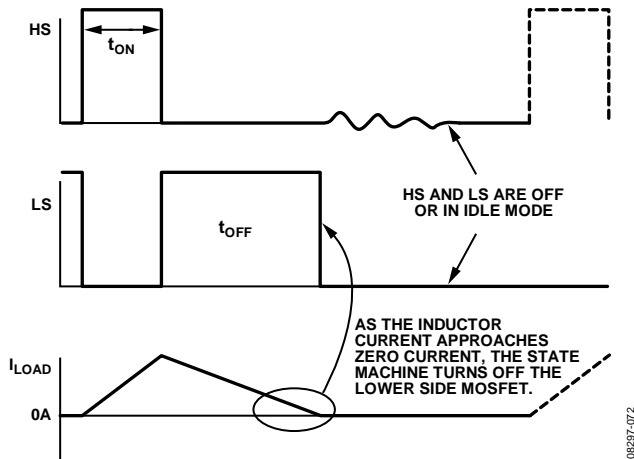 HS
tON
LS
tOFF
HS AND LS ARE OFF
OR IN IDLE MODE
AS THE INDUCTOR
CURRENT APPROACHES
ZERO CURRENT, THE STATE
MACHINE TURNS OFF THE
LOWER SIDE MOSFET.
ILOAD
0A
08297-072